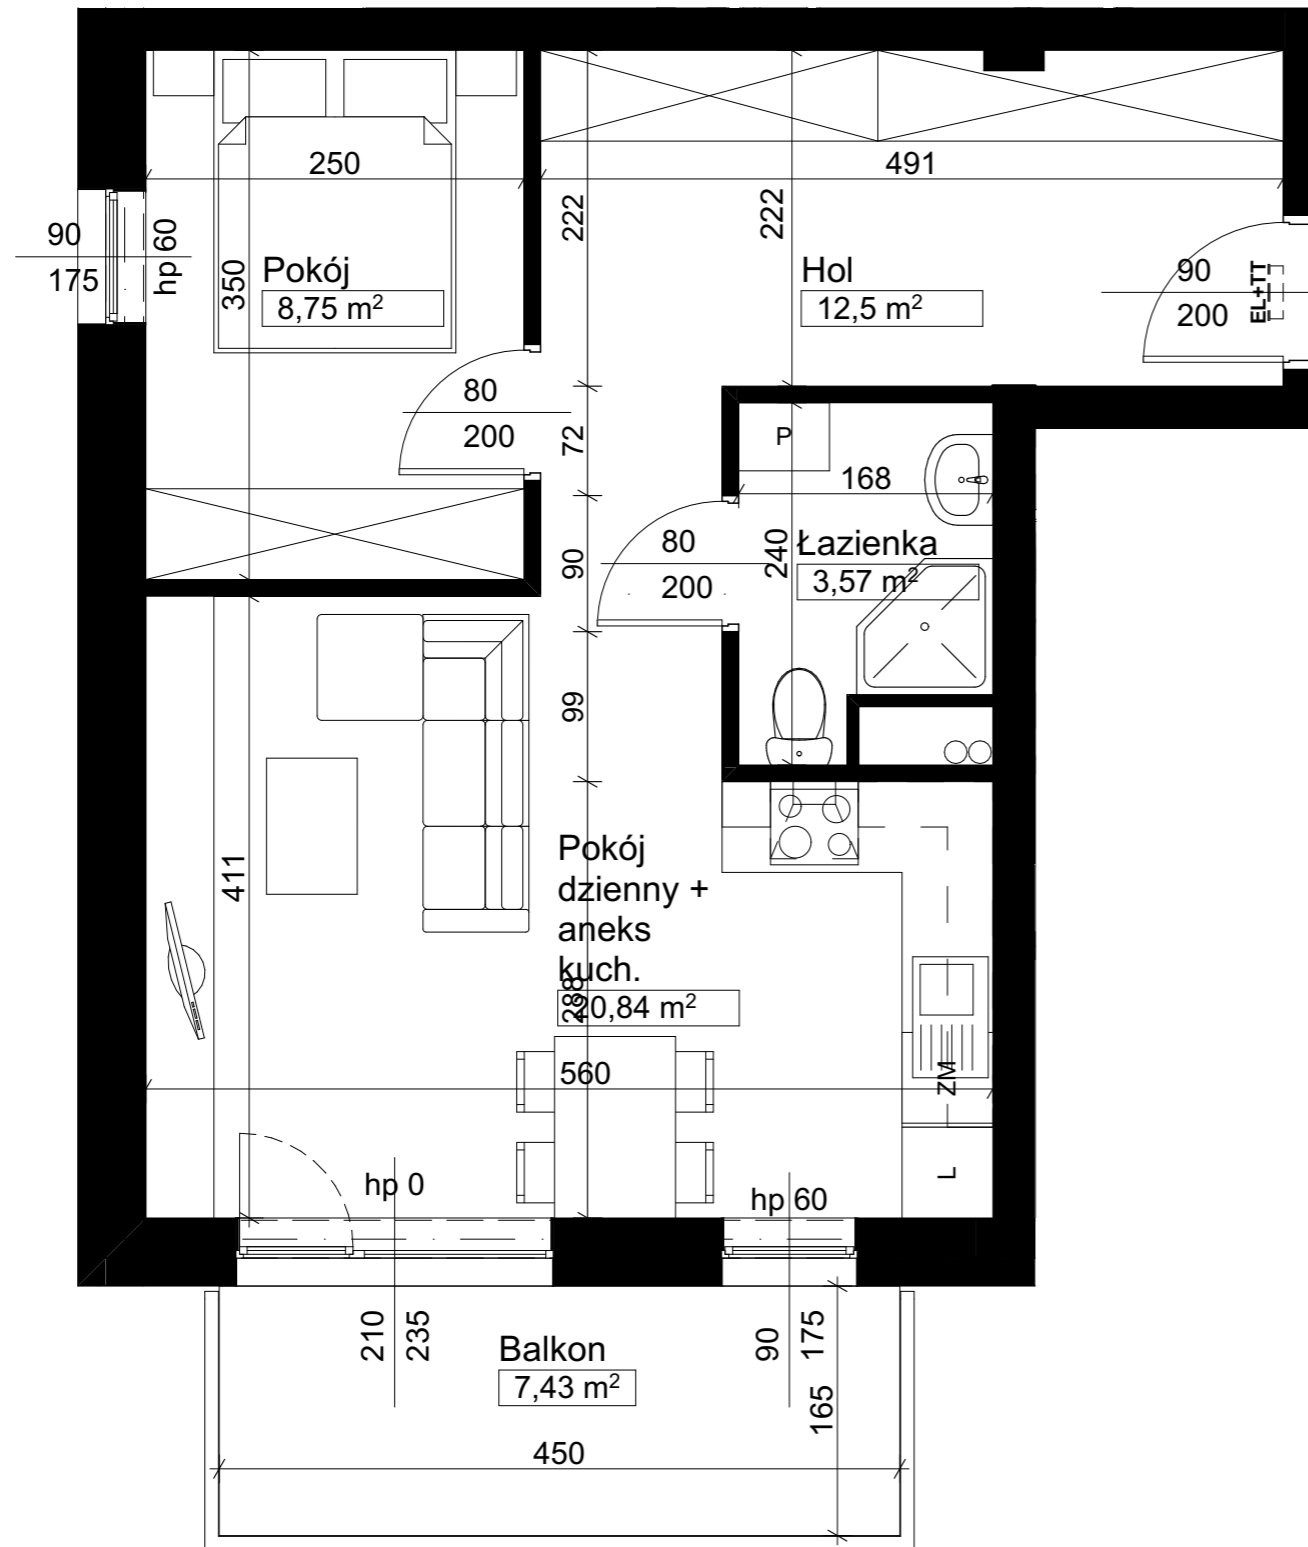 250
491
222
222
90
175
hp 60
350
Pokój
8,75 m²
Hol
12,5 m²
90
200
EL+TT
80
200
72
P
168
80
200
90
240
Łazienka
3,57 m²
99
411
Pokój
dzienny +
aneks
kuch.
20,84 m²
288
560
ZM
L
hp 0
hp 60
210
235
90
175
Balkon
7,43 m²
165
450